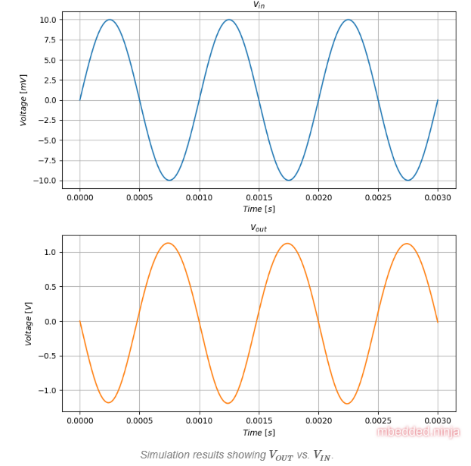 v_in
10.0
7.5
5.0
2.5
0.0
−2.5
−5.0
−7.5
−10.0
Voltage [mV]
0.0000 0.0005 0.0010 0.0015 0.0020 0.0025 0.0030
Time [s]
v_out
1.0
0.5
0.0
−0.5
−1.0
Voltage [V]
0.0000 0.0005 0.0010 0.0015 0.0020 0.0025 0.0030
Time [s]
mbedded.ninja
Simulation results showing V_OUT vs. V_IN.